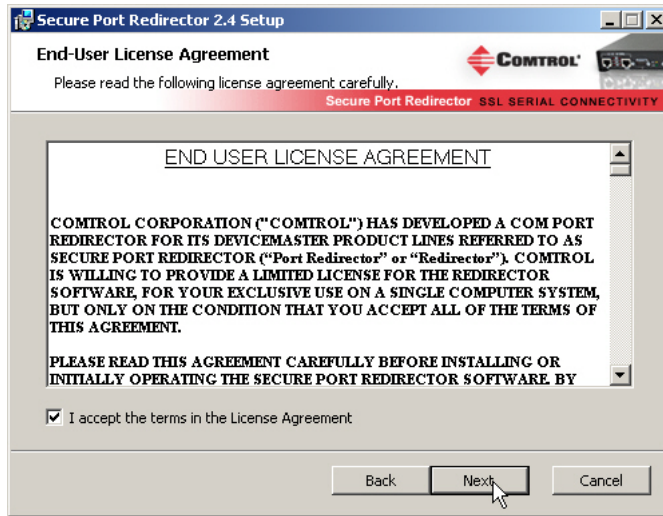 Secure Port Redirector 2.4 Setup
End-User License Agreement
Please read the following license agreement carefully.
COMTROL
Secure Port Redirector SSL SERIAL CONNECTIVITY
END USER LICENSE AGREEMENT
COMTROL CORPORATION ("COMTROL") HAS DEVELOPED A COM PORT
REDIRECTOR FOR ITS DEVICEMASTER PRODUCT LINES REFERRED TO AS
SECURE PORT REDIRECTOR (“Port Redirector” or “Redirector”). COMTROL
IS WILLING TO PROVIDE A LIMITED LICENSE FOR THE REDIRECTOR
SOFTWARE, FOR YOUR EXCLUSIVE USE ON A SINGLE COMPUTER SYSTEM,
BUT ONLY ON THE CONDITION THAT YOU ACCEPT ALL OF THE TERMS OF
THIS AGREEMENT.
PLEASE READ THIS AGREEMENT CAREFULLY BEFORE INSTALLING OR
INITIALLY OPERATING THE SECURE PORT REDIRECTOR SOFTWARE. BY
I accept the terms in the License Agreement
Back Next Cancel